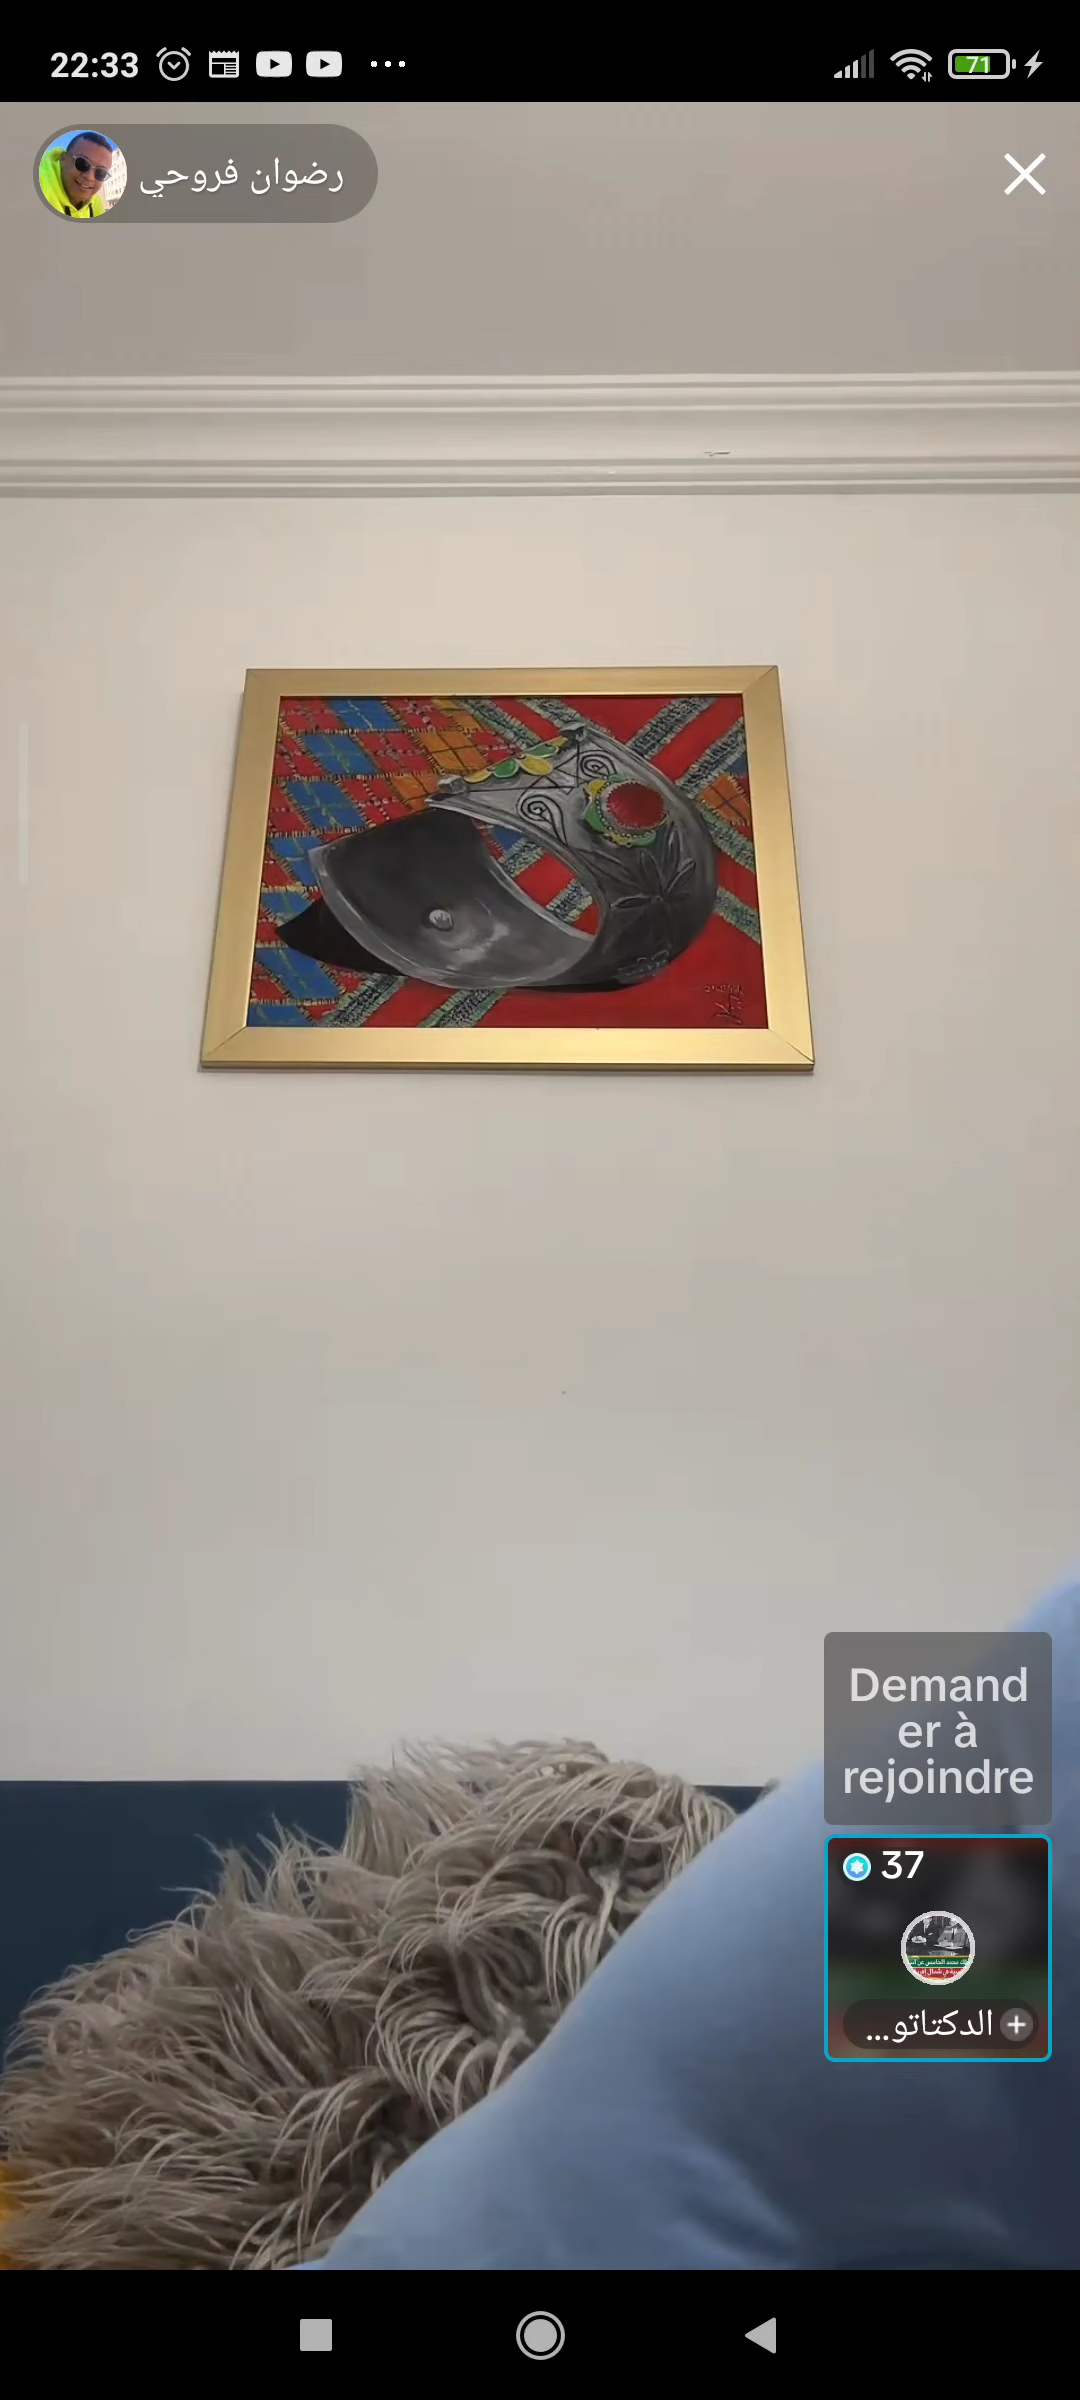 22:33
71
رضوان فروحي
Demand
er à
rejoindre
37
الدكتاتو...